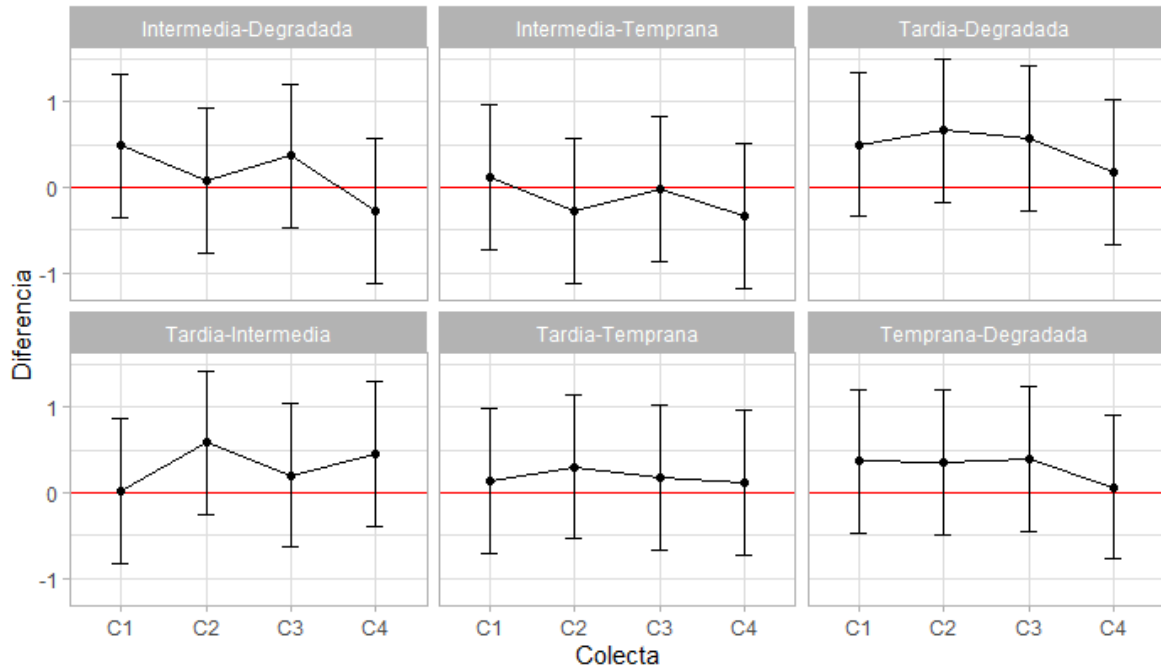 Intermedia-Degradada
Intermedia-Temprana
Tardia-Degradada
1
0
-1
Tardia-Intermedia
Tardia-Temprana
Temprana-Degradada
1
0
-1
Diferencia
C1 C2 C3 C4
C1 C2 C3 C4
C1 C2 C3 C4
Colecta